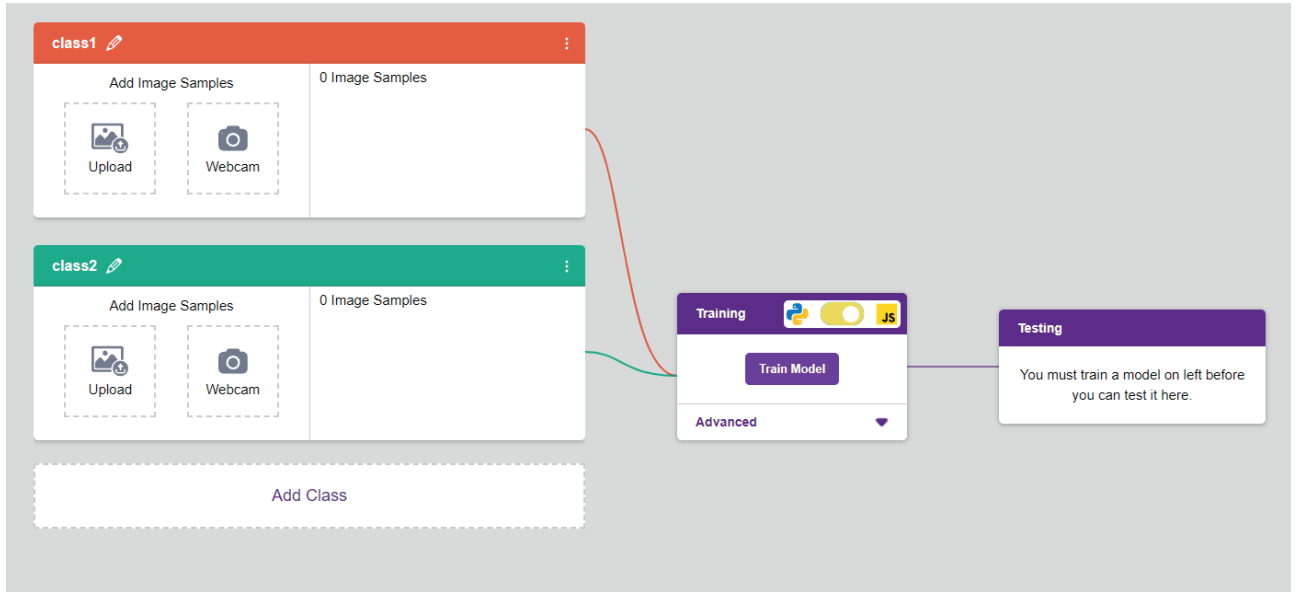 class1
Add Image Samples
Upload
Webcam
0 Image Samples
class2
Add Image Samples
Upload
Webcam
0 Image Samples
Add Class
Training
JS
Train Model
Advanced
Testing
You must train a model on left before
you can test it here.